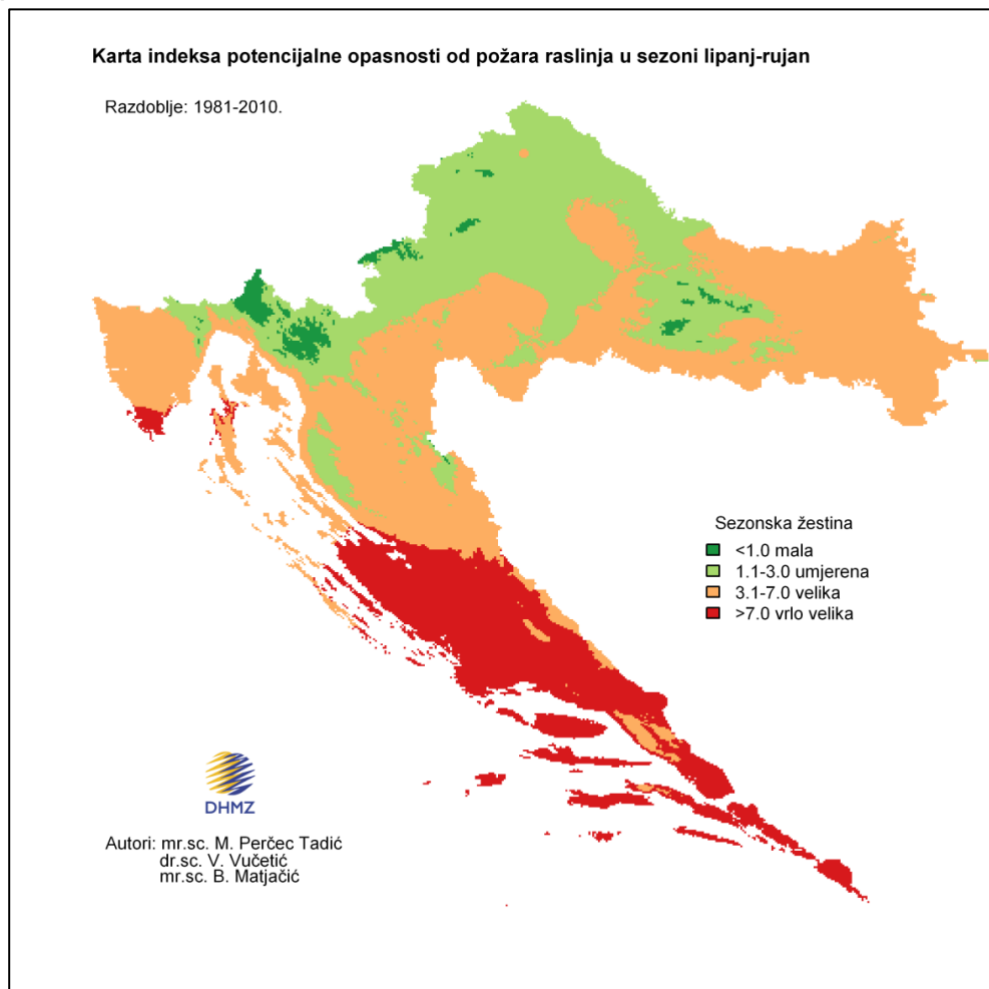 Karta indeksa potencijalne opasnosti od požara raslinja u sezoni lipanj-rujan
Razdoblje: 1981-2010.
Sezonska žestina
<1.0 mala
1.1-3.0 umjerena
3.1-7.0 velika
>7.0 vrlo velika
DHMZ
Autori: mr.sc. M. Perčec Tadić
dr.sc. V. Vučetić
mr.sc. B. Matjačić